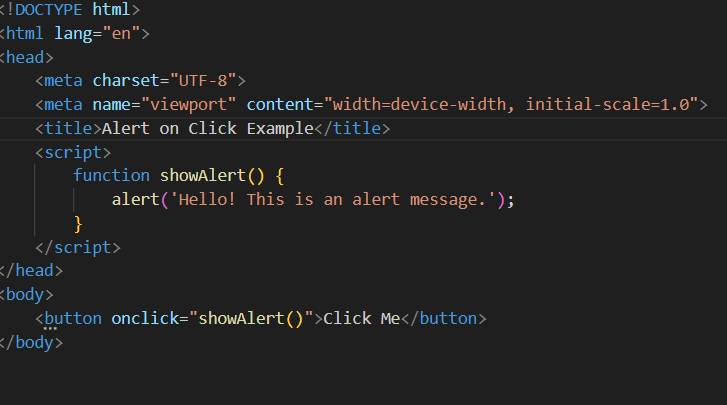 <!DOCTYPE html>
<html lang="en">
<head>
    <meta charset="UTF-8">
    <meta name="viewport" content="width=device-width, initial-scale=1.0">
    <title>Alert on Click Example</title>
    <script>
        function showAlert() {
            alert('Hello! This is an alert message.');
        }
    </script>
</head>
<body>
    <button onclick="showAlert()">Click Me</button>
</body>